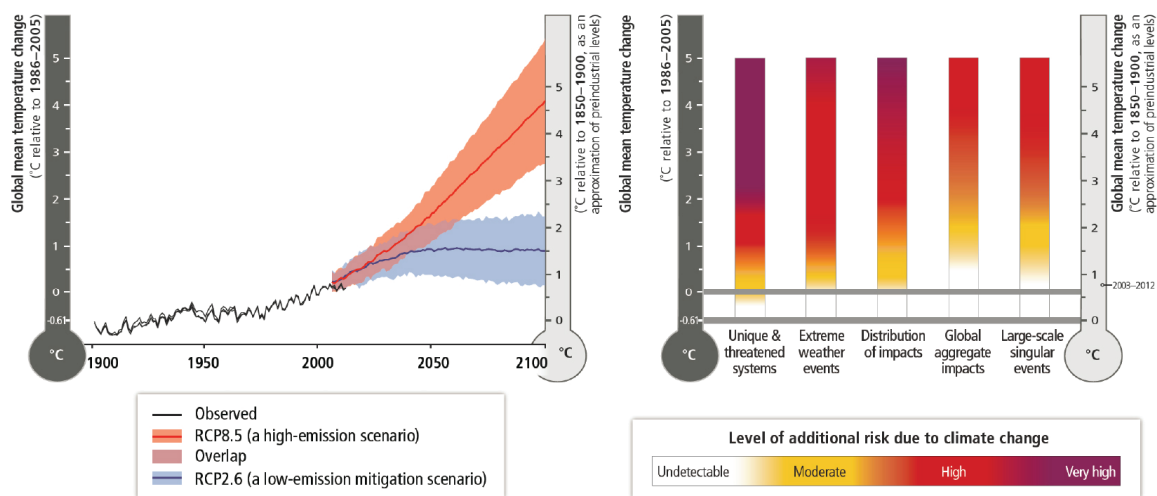 Global mean temperature change
(°C relative to 1986–2005)
5
4
3
2
1
0
-0.61
°C
5
4
3
2
1
0
°C
Global mean temperature change
(°C relative to 1850–1900, as an
approximation of preindustrial levels)
1900
1950
2000
2050
2100
Observed
RCP8.5 (a high-emission scenario)
Overlap
RCP2.6 (a low-emission mitigation scenario)
Global mean temperature change
(°C relative to 1986–2005)
5
4
3
2
1
0
-0.61
°C
5
4
3
2
1
0
°C
2003–2012
Global mean temperature change
(°C relative to 1850–1900, as an
approximation of preindustrial levels)
Unique &
threatened
systems
Extreme
weather
events
Distribution
of impacts
Global
aggregate
impacts
Large-scale
singular
events
Level of additional risk due to climate change
Undetectable
Moderate
High
Very high